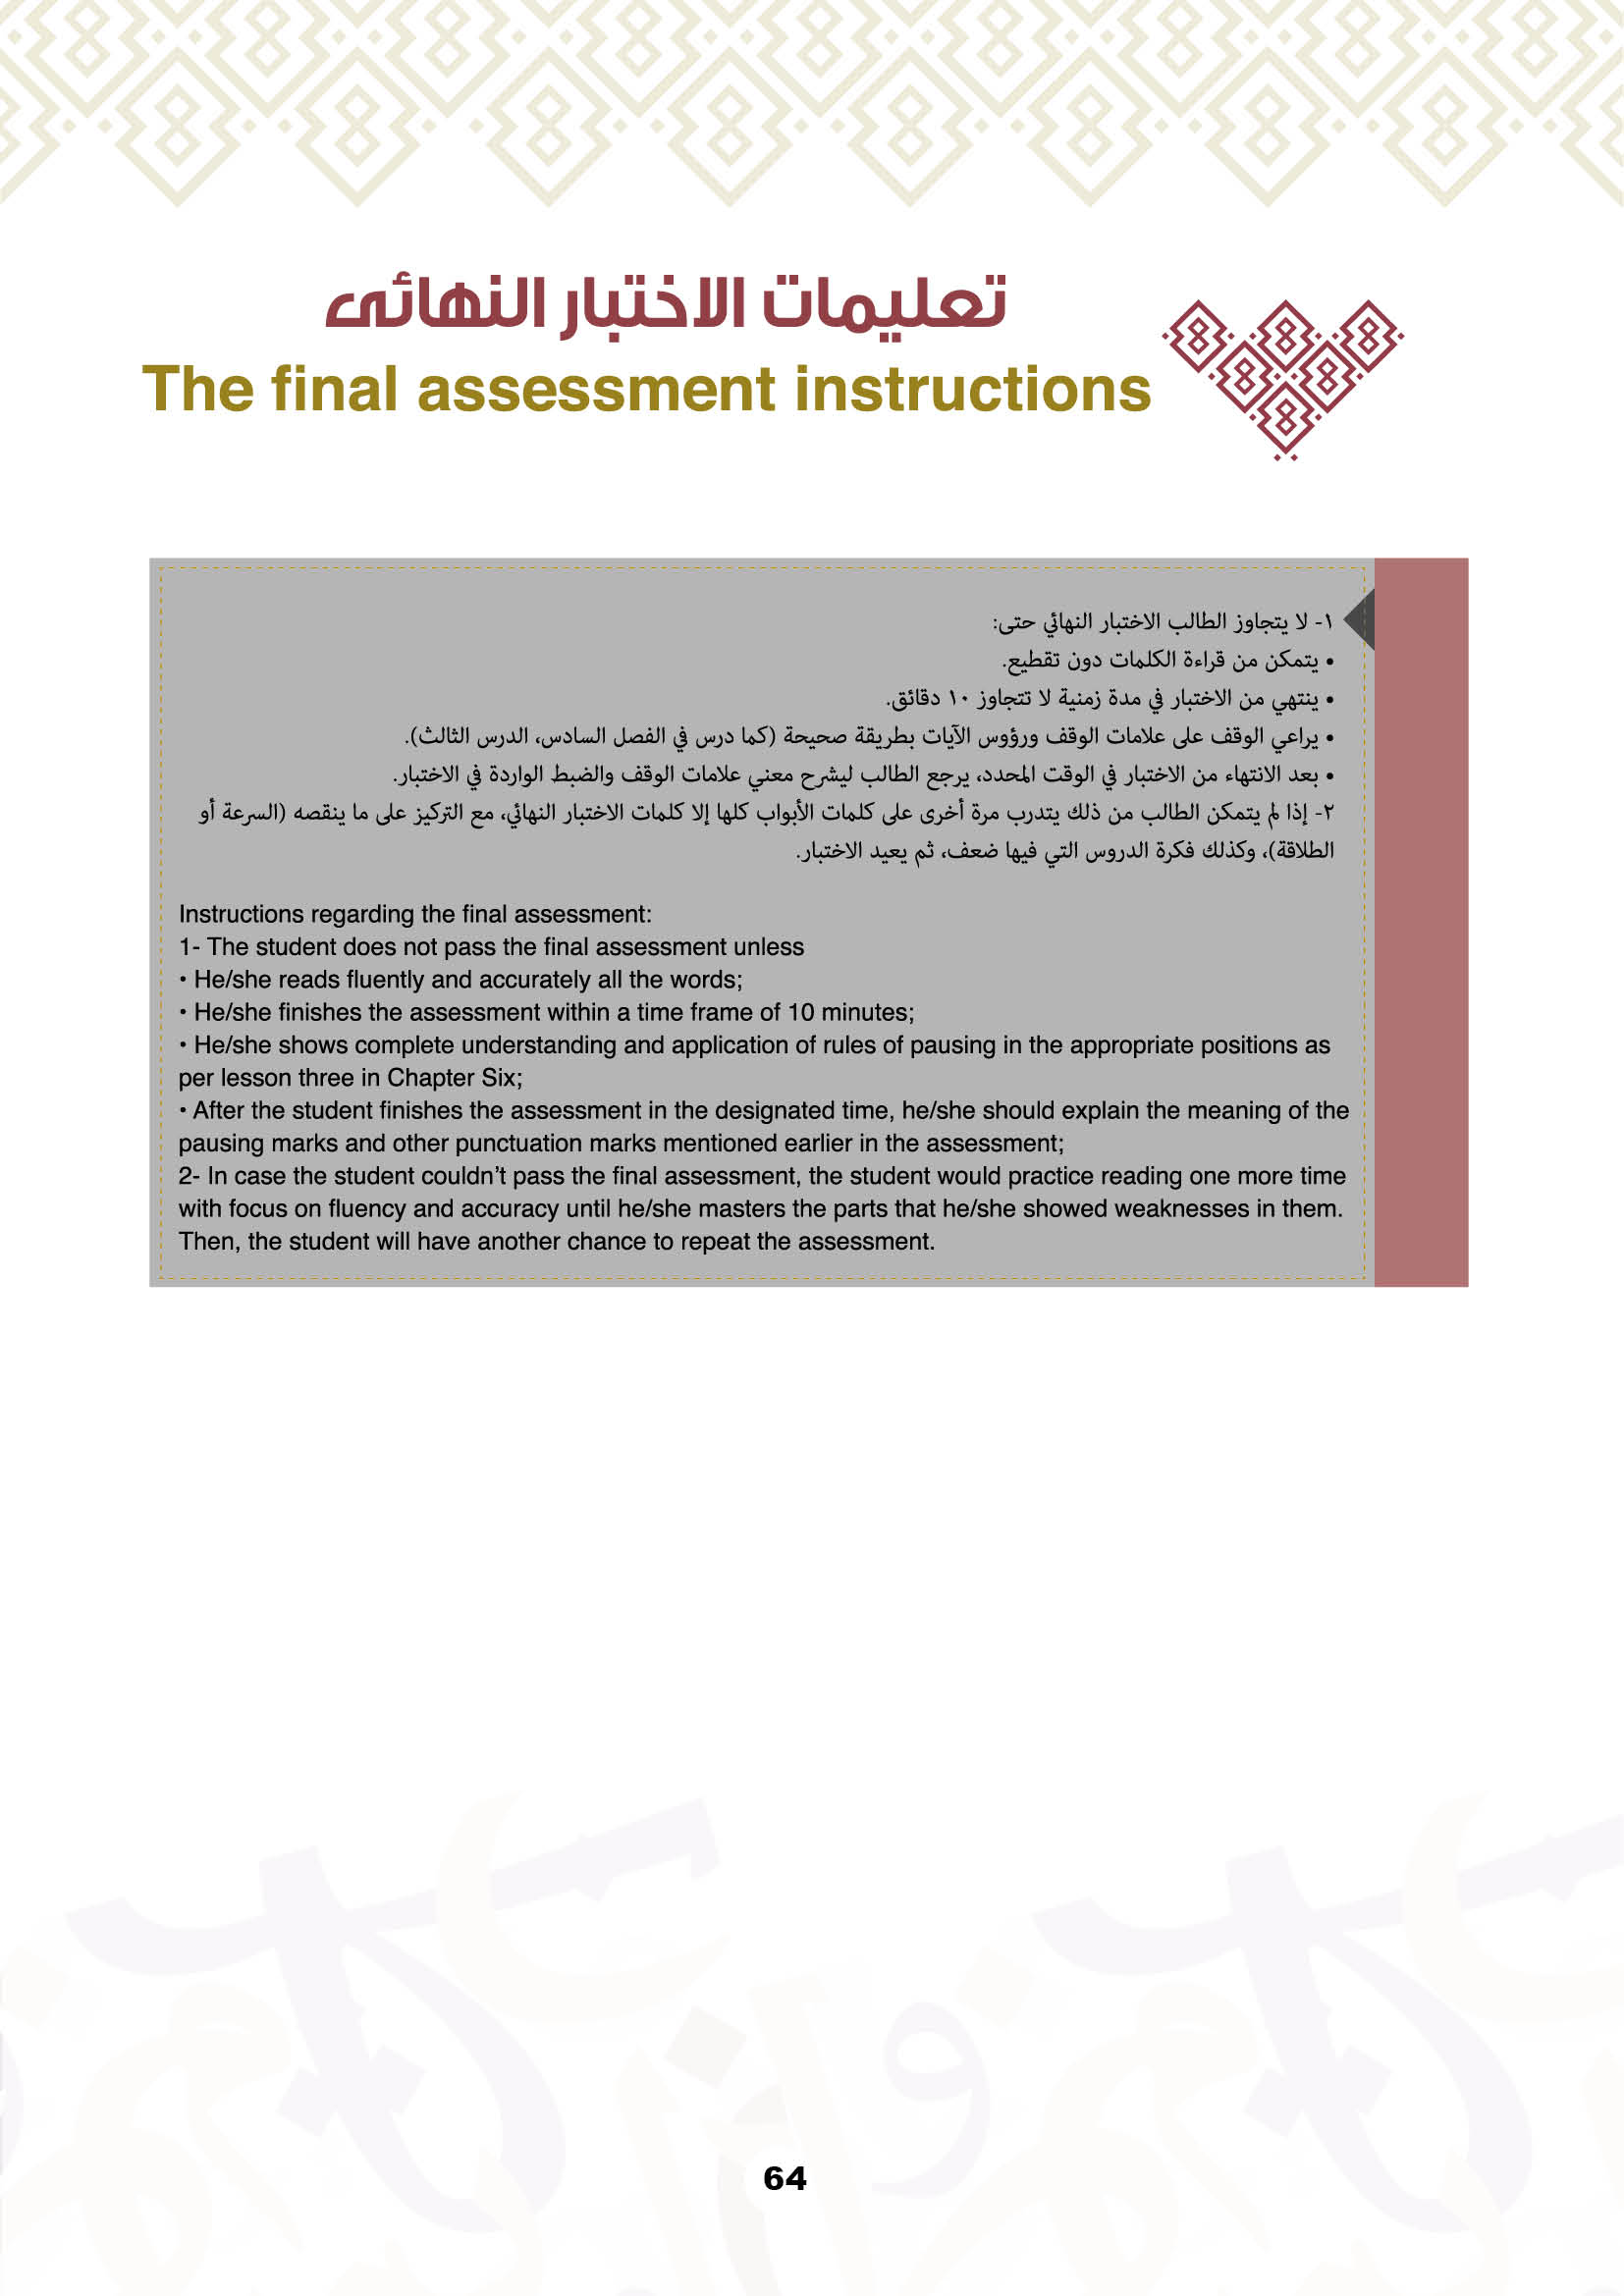 تعليمات الاختبار النهائى
The final assessment instructions
١- لا يتجاوز الطالب الاختبار النهائي حتى:
• يتمكن من قراءة الكلمات دون تقطيع.
• ينتهي من الاختبار في مدة زمنية لا تتجاوز ١٠ دقائق.
• يراعي الوقف على علامات الوقف ورؤوس الآيات بطريقة صحيحة (كما درس في الفصل السادس، الدرس الثالث).
• بعد الانتهاء من الاختبار في الوقت المحدد، يرجع الطالب ليشرح معني علامات الوقف والضبط الواردة في الاختبار.
٢- إذا لم يتمكن الطالب من ذلك يتدرب مرة أخرى على كلمات الأبواب كلها إلا كلمات الاختبار النهائي، مع التركيز على ما ينقصه (السرعة أو
الطلاقة)، وكذلك فكرة الدروس التي فيها ضعف، ثم يعيد الاختبار.
Instructions regarding the final assessment:
1- The student does not pass the final assessment unless
• He/she reads fluently and accurately all the words;
• He/she finishes the assessment within a time frame of 10 minutes;
• He/she shows complete understanding and application of rules of pausing in the appropriate positions as
per lesson three in Chapter Six;
• After the student finishes the assessment in the designated time, he/she should explain the meaning of the
pausing marks and other punctuation marks mentioned earlier in the assessment;
2- In case the student couldn’t pass the final assessment, the student would practice reading one more time
with focus on fluency and accuracy until he/she masters the parts that he/she showed weaknesses in them.
Then, the student will have another chance to repeat the assessment.
64